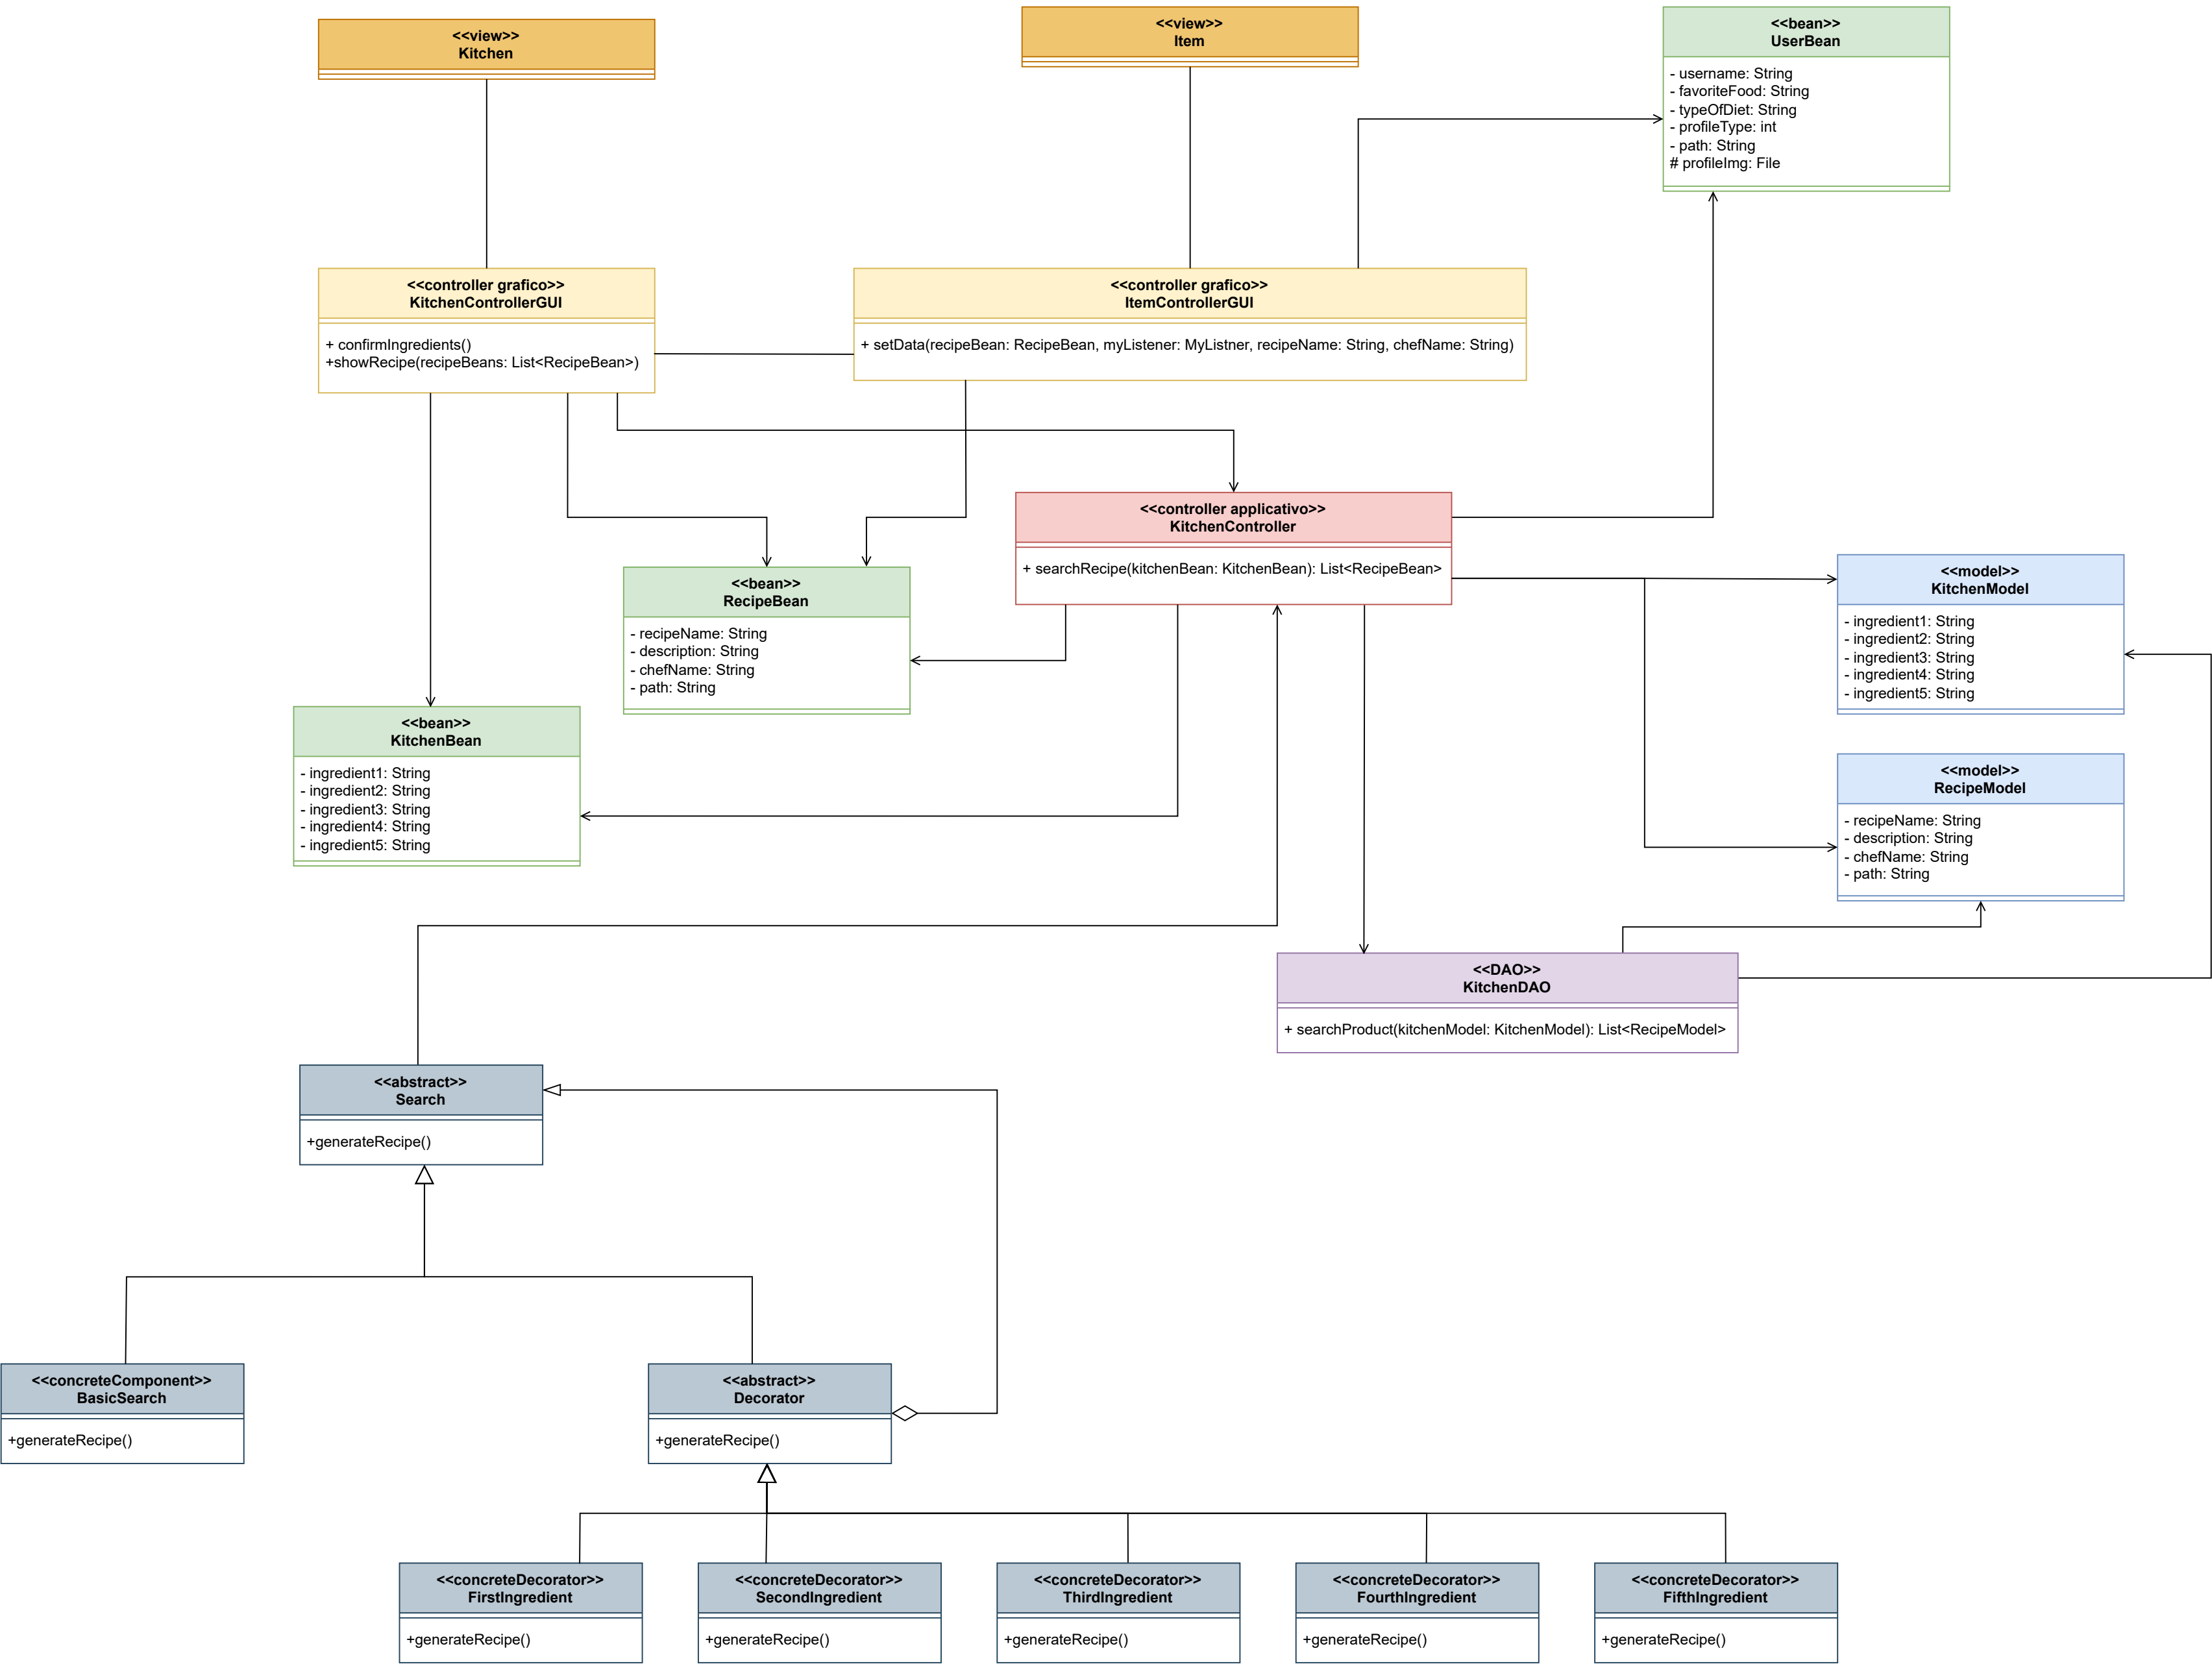 <<view>>
Kitchen
<<view>>
Item
<<bean>>
UserBean
- username: String
- favoriteFood: String
- typeOfDiet: String
- profileType: int
- path: String
# profileImg: File
<<controller grafico>>
KitchenControllerGUI
+ confirmIngredients()
+showRecipe(recipeBeans: List<RecipeBean>)
<<controller grafico>>
ItemControllerGUI
+ setData(recipeBean: RecipeBean, myListener: MyListner, recipeName: String, chefName: String)
<<controller applicativo>>
KitchenController
+ searchRecipe(kitchenBean: KitchenBean): List<RecipeBean>
<<bean>>
RecipeBean
- recipeName: String
- description: String
- chefName: String
- path: String
<<model>>
KitchenModel
- ingredient1: String
- ingredient2: String
- ingredient3: String
- ingredient4: String
- ingredient5: String
<<bean>>
KitchenBean
- ingredient1: String
- ingredient2: String
- ingredient3: String
- ingredient4: String
- ingredient5: String
<<model>>
RecipeModel
- recipeName: String
- description: String
- chefName: String
- path: String
<<DAO>>
KitchenDAO
+ searchProduct(kitchenModel: KitchenModel): List<RecipeModel>
<<abstract>>
Search
+generateRecipe()
<<concreteComponent>>
BasicSearch
+generateRecipe()
<<abstract>>
Decorator
+generateRecipe()
<<concreteDecorator>>
FirstIngredient
+generateRecipe()
<<concreteDecorator>>
SecondIngredient
+generateRecipe()
<<concreteDecorator>>
ThirdIngredient
+generateRecipe()
<<concreteDecorator>>
FourthIngredient
+generateRecipe()
<<concreteDecorator>>
FifthIngredient
+generateRecipe()